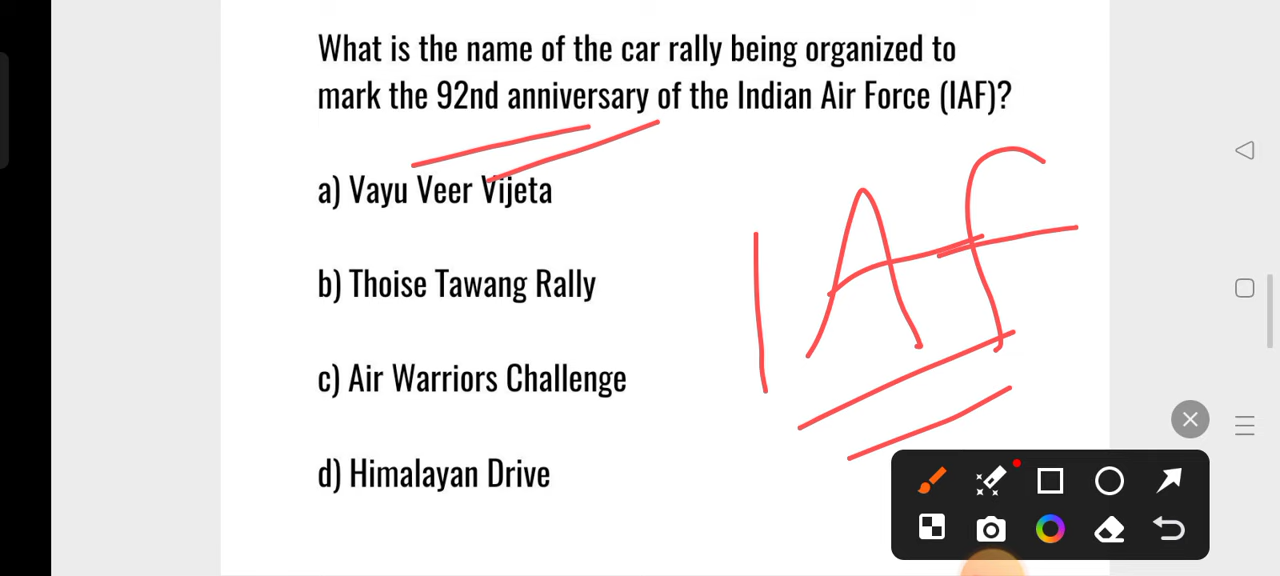 What is the name of the car rally being organized to
mark the 92nd anniversary of the Indian Air Force (IAF)?
a) Vayu Veer Vijeta
b) Thoise Tawang Rally
c) Air Warriors Challenge
d) Himalayan Drive
IAf